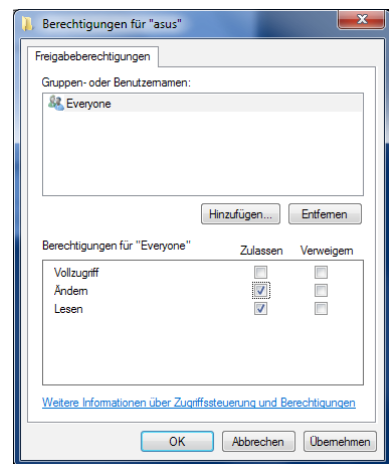 Berechtigungen für "asus"
Freigabeberechtigungen
Gruppen- oder Benutzernamen:
Everyone
Hinzufügen... Entfernen
Berechtigungen für "Everyone" Zulassen Verweigern
Vollzugriff
Ändern
Lesen
Weitere Informationen über Zugriffssteuerung und Berechtigungen
OK Abbrechen Übernehmen